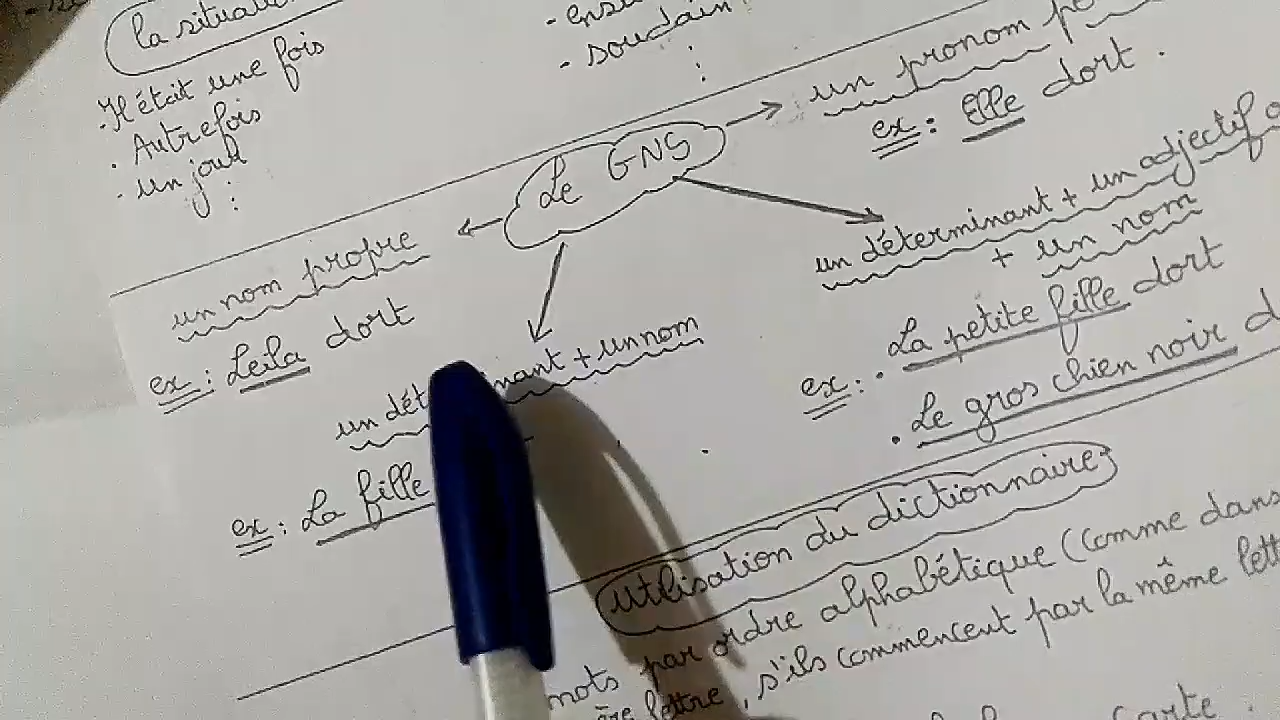 la situation
. Il était une fois
. Autrefois
. un jour
:
- soudain
:
Le GNS
un pronom
ex : Elle dort .
un nom propre
ex : Leila dort
un déterminant + un nom
ex : La fille
un déterminant + un adjectif
+ un nom
ex : . La petite fille dort
. Le gros chien noir d
utilisation du dictionnaire
mots par ordre alphabétique (comme dans
lettre, s'ils commencent par la même lett
carte .